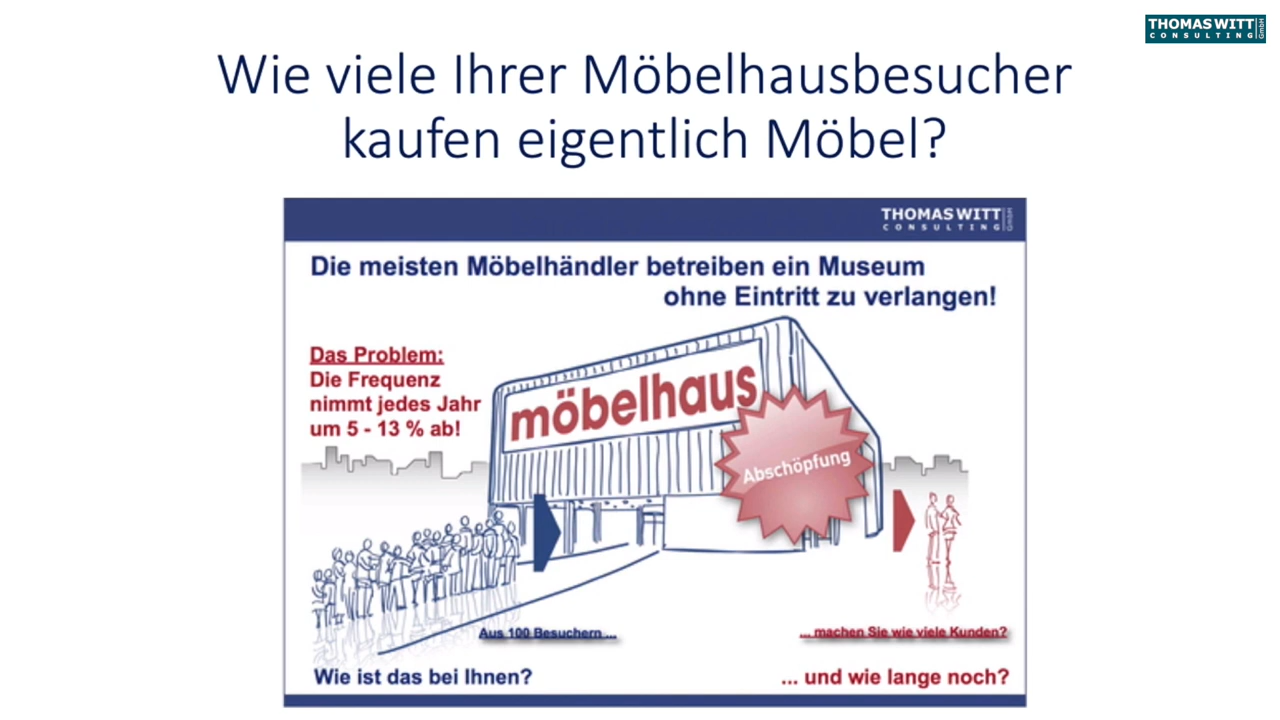 THOMAS WITT GmbH
CONSULTING
Wie viele Ihrer Möbelhausbesucher
kaufen eigentlich Möbel?
THOMAS WITT GmbH
CONSULTING
Die meisten Möbelhändler betreiben ein Museum
ohne Eintritt zu verlangen!
Das Problem:
Die Frequenz
nimmt jedes Jahr
um 5 - 13 % ab!
möbelhaus
Abschöpfung
Aus 100 Besuchern ...
... machen Sie wie viele Kunden?
Wie ist das bei Ihnen?
... und wie lange noch?